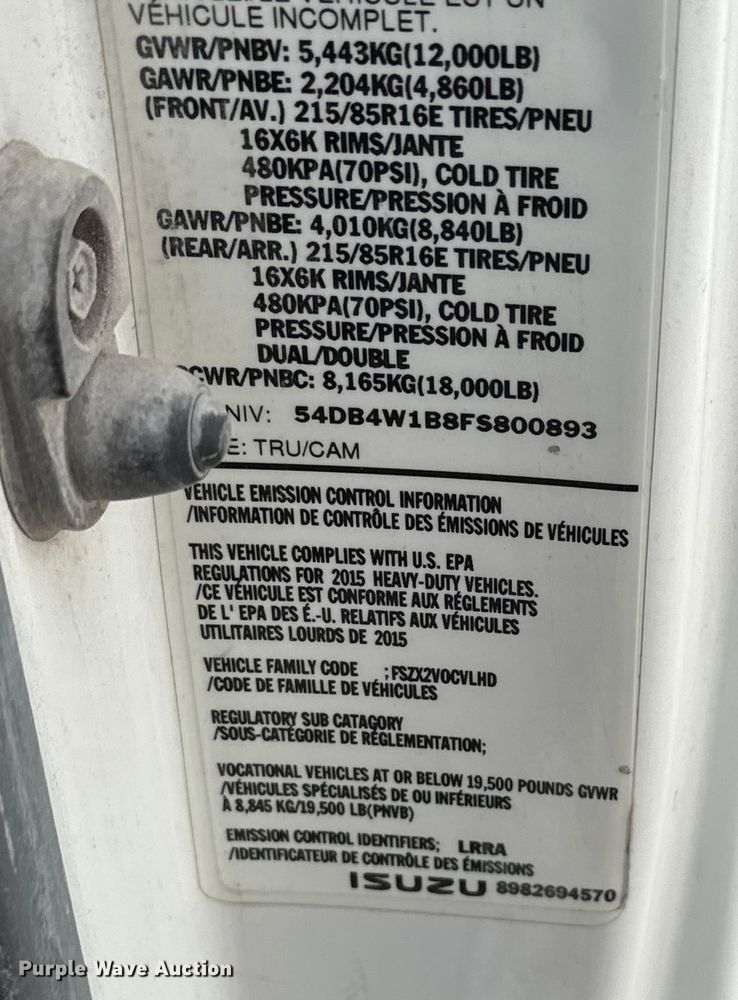 VÉHICULE INCOMPLET.
GVWR/PNBV: 5,443KG(12,000LB)
GAWR/PNBE: 2,204KG(4,860LB)
(FRONT/AV.) 215/85R16E TIRES/PNEU
16X6K RIMS/JANTE
480KPA(70PSI), COLD TIRE
PRESSURE/PRESSION À FROID
GAWR/PNBE: 4,010KG(8,840LB)
(REAR/ARR.) 215/85R16E TIRES/PNEU
16X6K RIMS/JANTE
480KPA(70PSI), COLD TIRE
PRESSURE/PRESSION À FROID
DUAL/DOUBLE
GCWR/PNBC: 8,165KG(18,000LB)
NIV: 54DB4W1B8FS800893
E: TRU/CAM
VEHICLE EMISSION CONTROL INFORMATION
/INFORMATION DE CONTRÔLE DES ÉMISSIONS DE VÉHICULES
THIS VEHICLE COMPLIES WITH U.S. EPA
REGULATIONS FOR 2015 HEAVY-DUTY VEHICLES.
/CE VÉHICULE EST CONFORME AUX RÉGLEMENTS
DE L' EPA DES É.-U. RELATIFS AUX VÉHICULES
UTILITAIRES LOURDS DE 2015
VEHICLE FAMILY CODE ;FSZX2VOCVLHD
/CODE DE FAMILLE DE VÉHICULES
REGULATORY SUB CATAGORY
/SOUS-CATÉGORIE DE RÉGLEMENTATION;
VOCATIONAL VEHICLES AT OR BELOW 19,500 POUNDS GVWR
/VÉHICULES SPÉCIALISÉS DE OU INFÉRIEURS
À 8,845 KG/19,500 LB(PNVB)
EMISSION CONTROL IDENTIFIERS; LRRA
/IDENTIFICATEUR DE CONTRÔLE DES ÉMISSIONS
ISUZU 8982694570
Purple Wave Auction